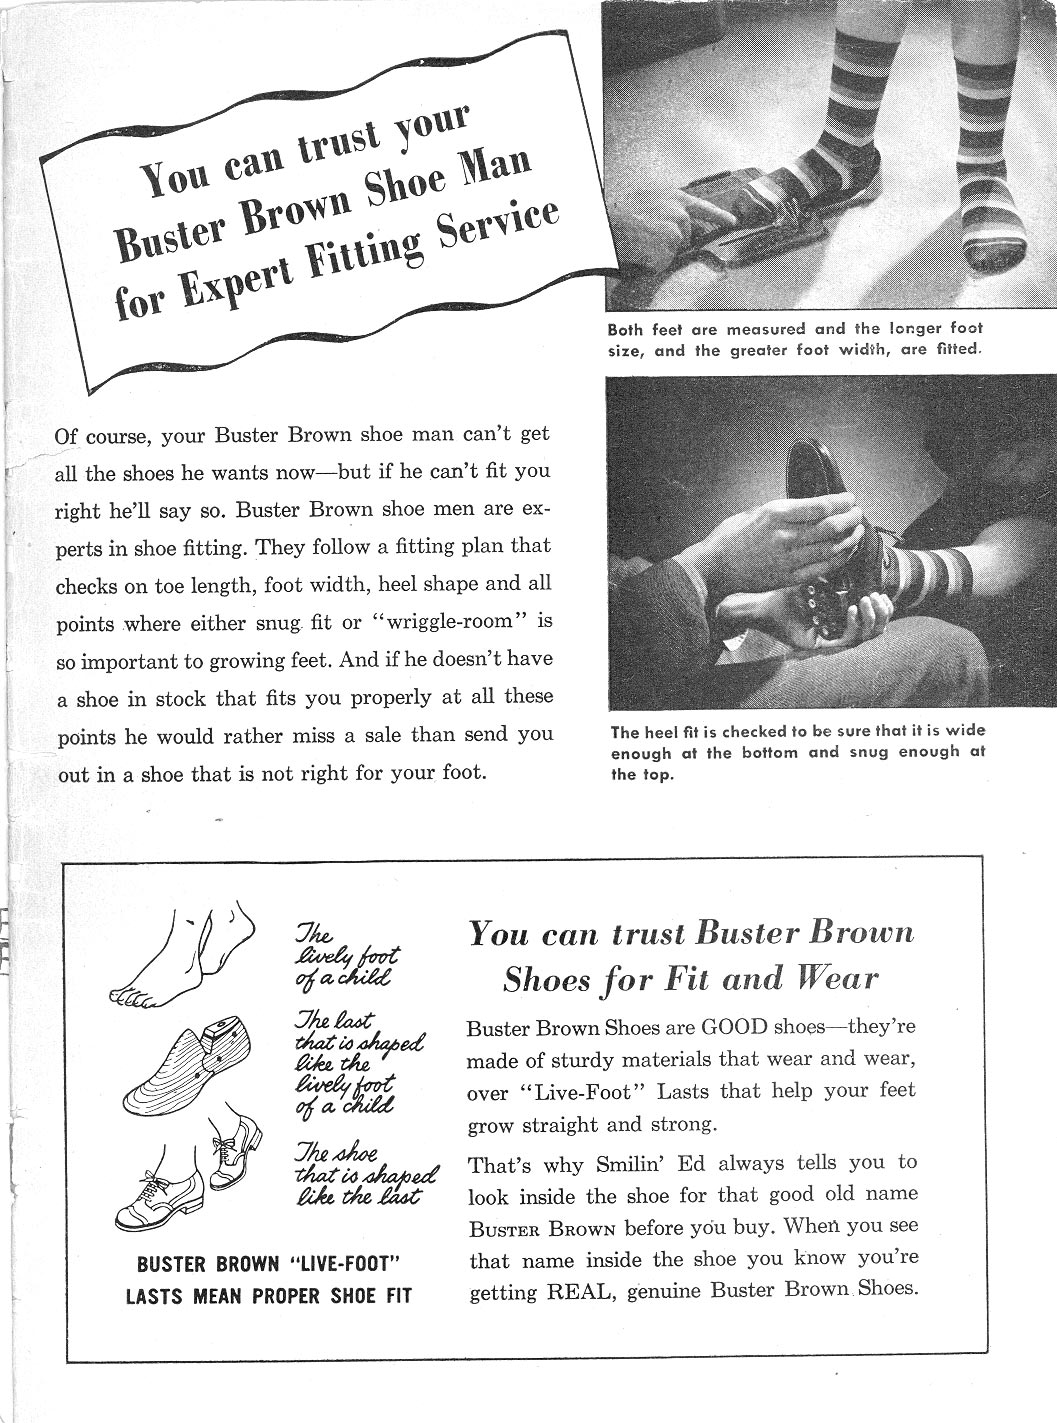 You can trust your
Buster Brown Shoe Man
for Expert Fitting Service
Both feet are measured and the longer foot
size, and the greater foot width, are fitted.
Of course, your Buster Brown shoe man can't get
all the shoes he wants now—but if he can't fit you
right he'll say so. Buster Brown shoe men are ex-
perts in shoe fitting. They follow a fitting plan that
checks on toe length, foot width, heel shape and all
points where either snug fit or “wriggle-room” is
so important to growing feet. And if he doesn't have
a shoe in stock that fits you properly at all these
points he would rather miss a sale than send you
out in a shoe that is not right for your foot.
The heel fit is checked to be sure that it is wide
enough at the bottom and snug enough at
the top.
The
lively foot
of a child
The last
that is shaped
like the
lively foot
of a child
The shoe
that is shaped
like the last
BUSTER BROWN “LIVE-FOOT”
LASTS MEAN PROPER SHOE FIT
You can trust Buster Brown
Shoes for Fit and Wear
Buster Brown Shoes are GOOD shoes—they're
made of sturdy materials that wear and wear,
over “Live-Foot” Lasts that help your feet
grow straight and strong.
That's why Smilin' Ed always tells you to
look inside the shoe for that good old name
BUSTER BROWN before you buy. When you see
that name inside the shoe you know you're
getting REAL, genuine Buster Brown Shoes.